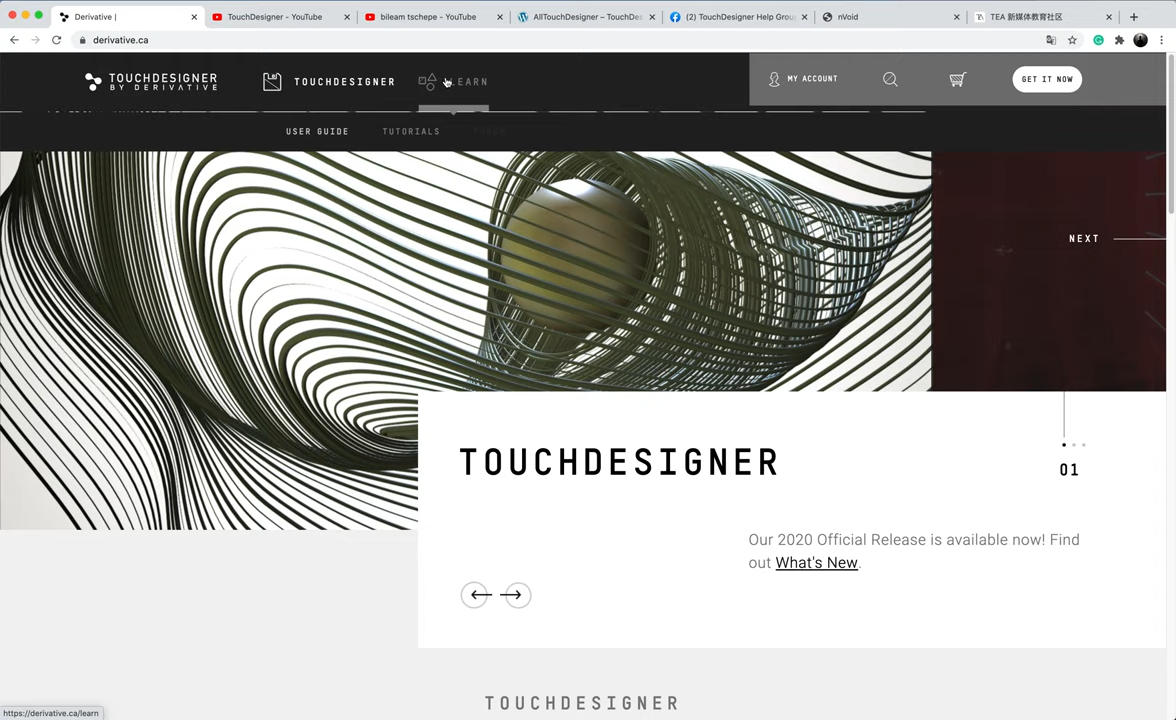 Derivative |
TouchDesigner - YouTube
bileam tschepe - YouTube
AllTouchDesigner – TouchDes
(2) TouchDesigner Help Grou
nVoid
TEA 新媒体教育社区
derivative.ca
TOUCHDESIGNER
BY DERIVATIVE
TOUCHDESIGNER
LEARN
MY ACCOUNT
GET IT NOW
USER GUIDE
TUTORIALS
NEXT
TOUCHDESIGNER
01
Our 2020 Official Release is available now! Find
out What's New.
TOUCHDESIGNER
https://derivative.ca/learn